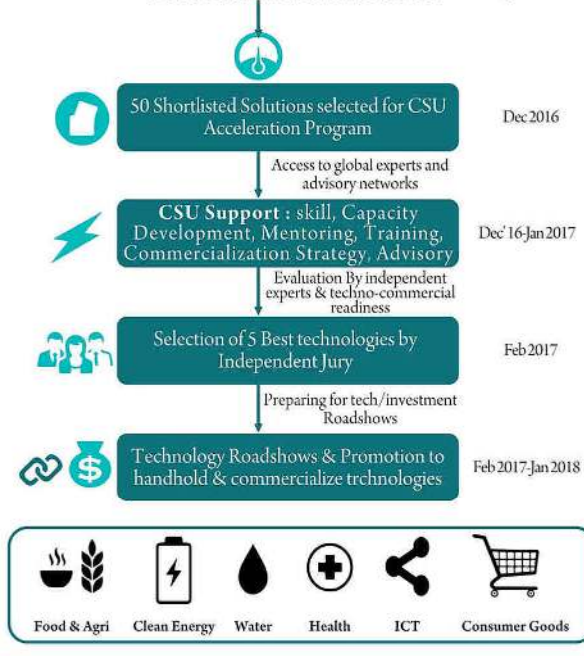 50 Shortlisted Solutions selected for CSU
Acceleration Program
Dec 2016
Access to global experts and
advisory networks
CSU Support : skill, Capacity
Development, Mentoring, Training,
Commercialization Strategy, Advisory
Dec' 16-Jan 2017
Evaluation By independent
experts & techno-commercial
readiness
Selection of 5 Best technologies by
Independent Jury
Feb 2017
Preparing for tech/investment
Roadshows
Technology Roadshows & Promotion to
handhold & commercialize trchnologies
Feb 2017-Jan 2018
$
Food & Agri
Clean Energy
Water
Health
ICT
Consumer Goods